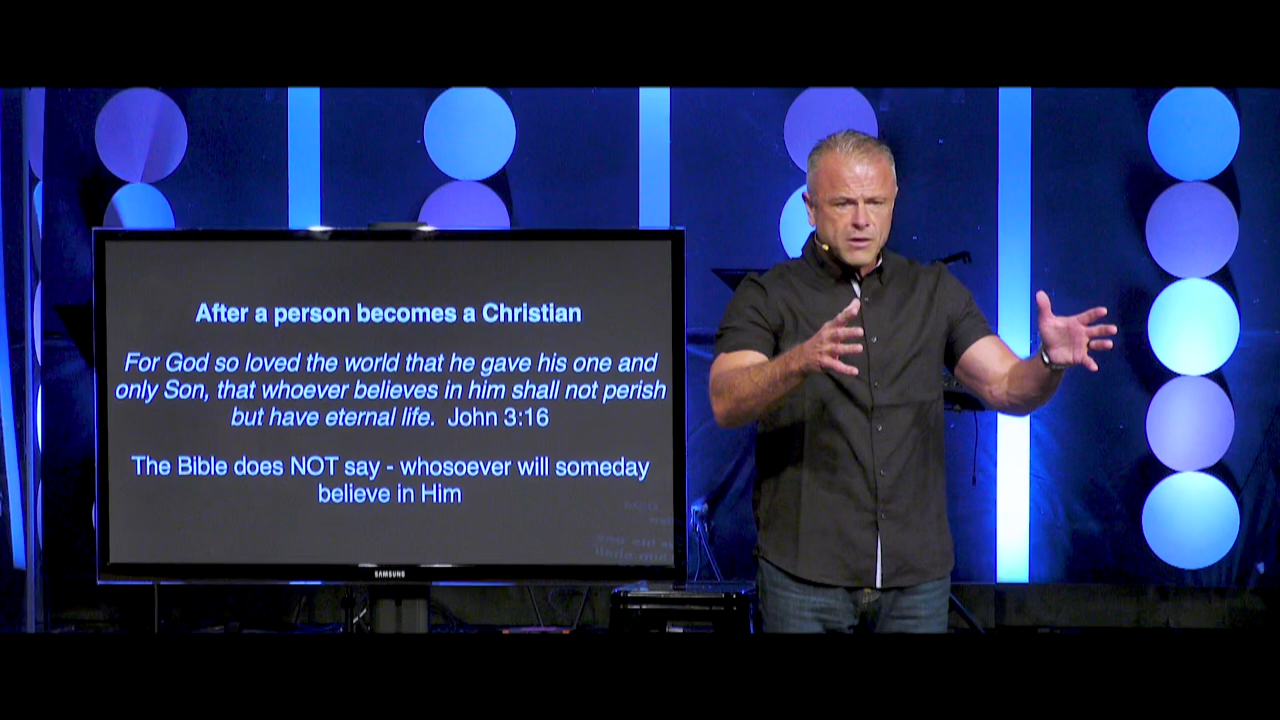 After a person becomes a Christian
For God so loved the world that he gave his one and
only Son, that whoever believes in him shall not perish
but have eternal life. John 3:16
The Bible does NOT say - whosoever will someday
believe in Him
SAMSUNG